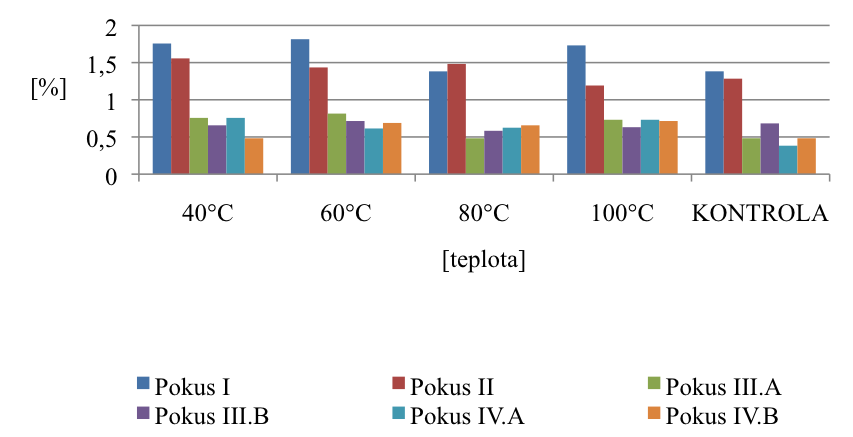 2
1,5
[%]
1
0,5
0
40°C 60°C 80°C 100°C KONTROLA
[teplota]
Pokus I Pokus II Pokus III.A
Pokus III.B Pokus IV.A Pokus IV.B